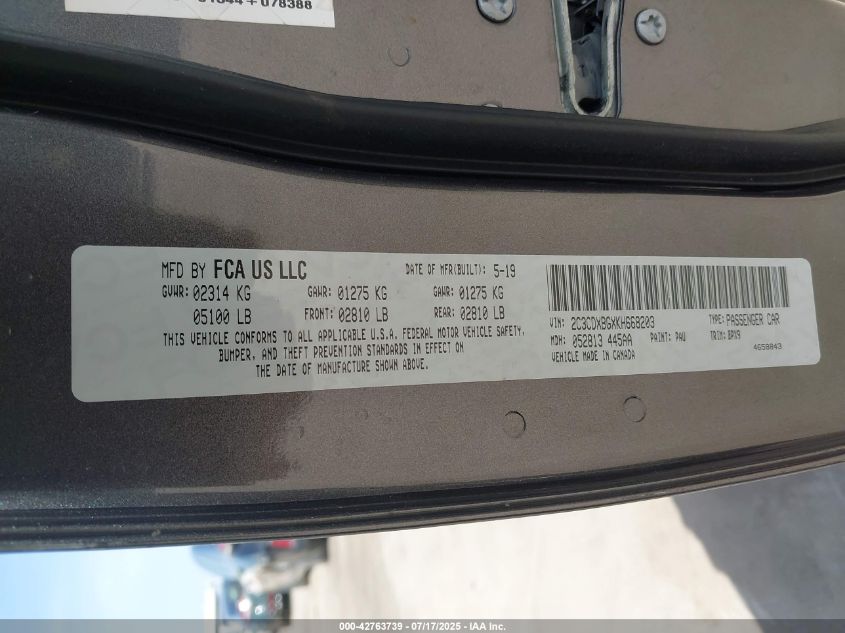 + 078388
MFD BY FCA US LLC DATE OF MFR(BUILT): 5-19
GVWR: 02314 KG GAWR: 01275 KG GAWR: 01275 KG
05100 LB FRONT: 02810 LB REAR: 02810 LB
THIS VEHICLE CONFORMS TO ALL APPLICABLE U.S.A. FEDERAL MOTOR VEHICLE SAFETY,
BUMPER, AND THEFT PREVENTION STANDARDS IN EFFECT ON
THE DATE OF MANUFACTURE SHOWN ABOVE.
VIN: 2C3CDXBGXKH668203 TYPE: PASSENGER CAR
MDH: 052813 445AA PAINT: PAU TRIM: BPX9
VEHICLE MADE IN CANADA 4658843
000-42763739 - 07/17/2025 - IAA Inc.